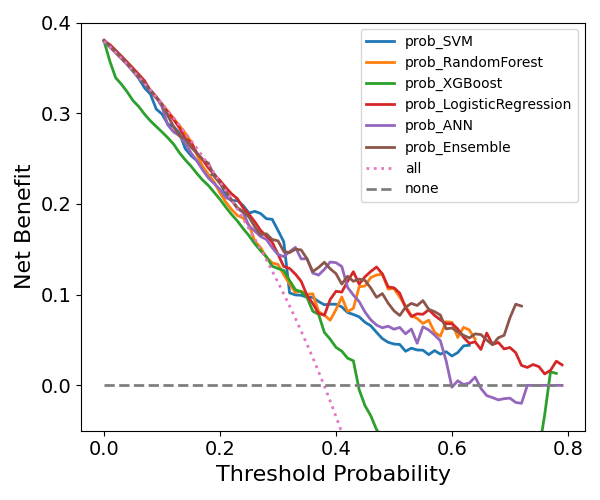 0.4
0.3
0.2
0.1
0.0
Net Benefit
prob_SVM
prob_RandomForest
prob_XGBoost
prob_LogisticRegression
prob_ANN
prob_Ensemble
all
none
0.0 0.2 0.4 0.6 0.8
Threshold Probability